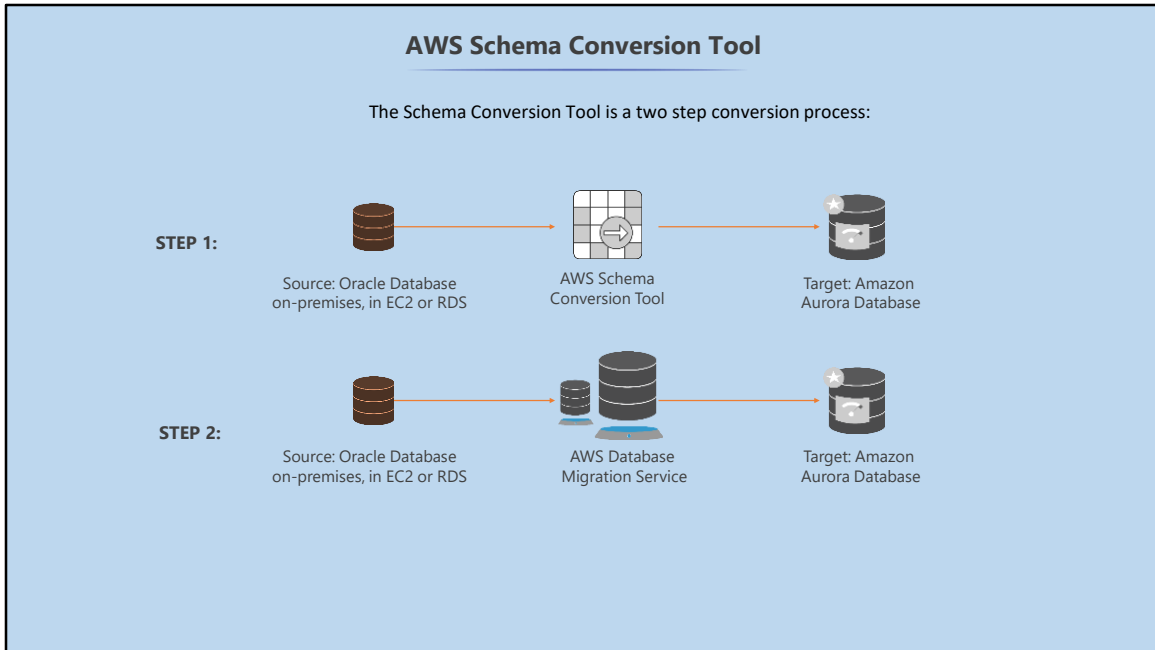 AWS Schema Conversion Tool
The Schema Conversion Tool is a two step conversion process:
STEP 1:
Source: Oracle Database
on-premises, in EC2 or RDS
AWS Schema
Conversion Tool
Target: Amazon
Aurora Database
STEP 2:
Source: Oracle Database
on-premises, in EC2 or RDS
AWS Database
Migration Service
Target: Amazon
Aurora Database